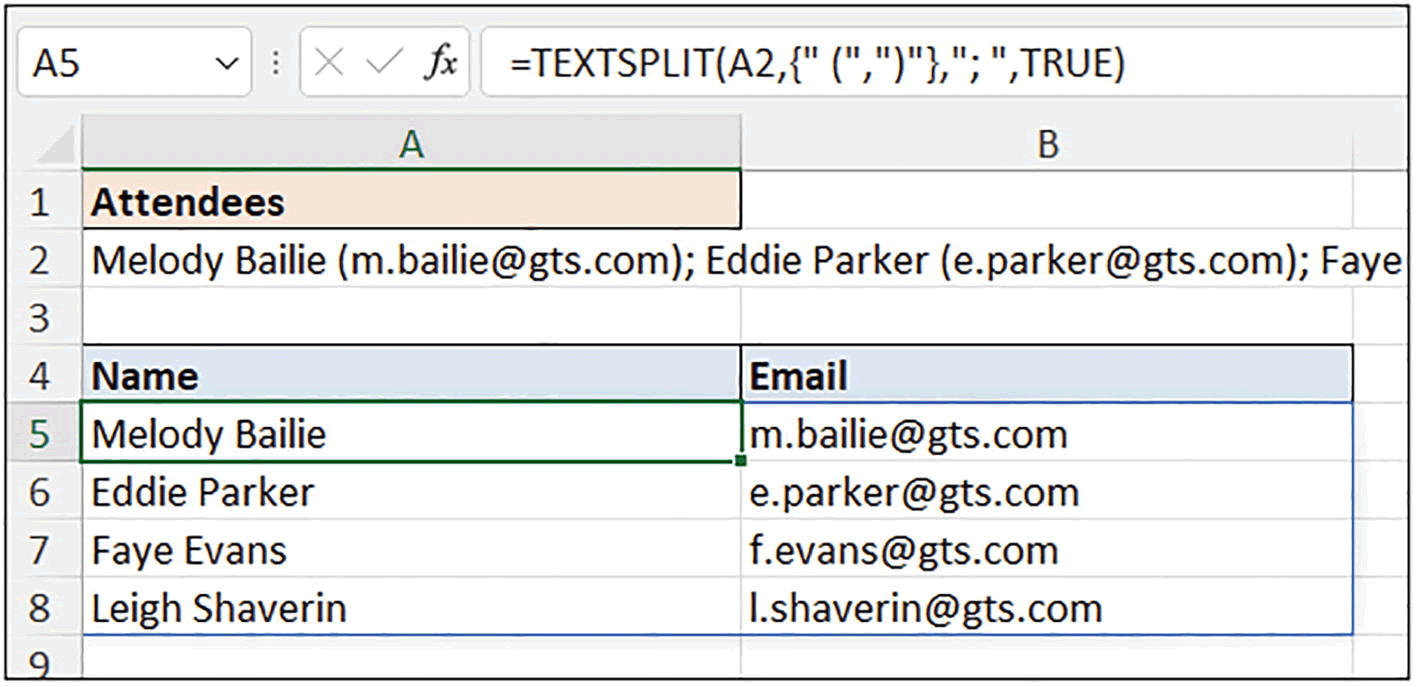 A5 fx =TEXTSPLIT(A2,{" (",")"},"; ",TRUE)
A B
1 Attendees
2 Melody Bailie (m.bailie@gts.com); Eddie Parker (e.parker@gts.com); Faye
3
4 Name Email
5 Melody Bailie m.bailie@gts.com
6 Eddie Parker e.parker@gts.com
7 Faye Evans f.evans@gts.com
8 Leigh Shaverin l.shaverin@gts.com
9